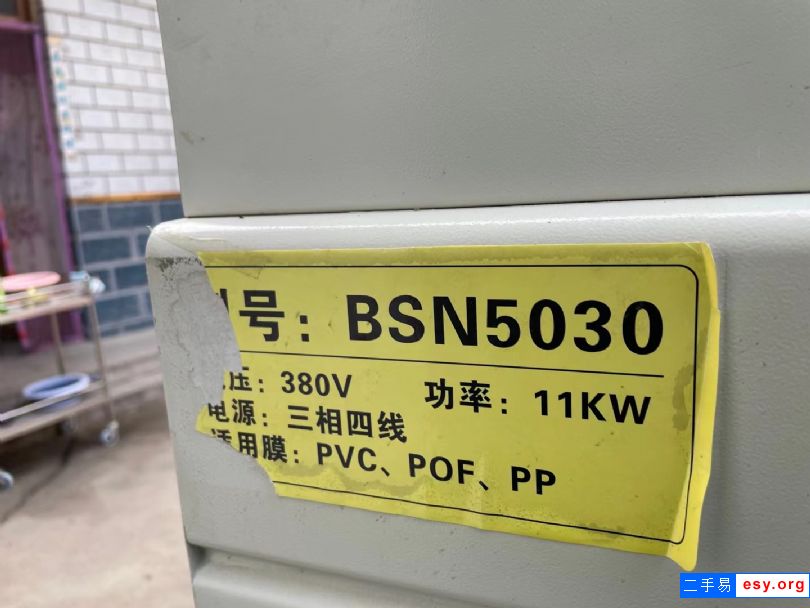 号：BSN5030
压：380V 功率：11KW
电源：三相四线
适用膜：PVC、POF、PP
二手易 esy.org